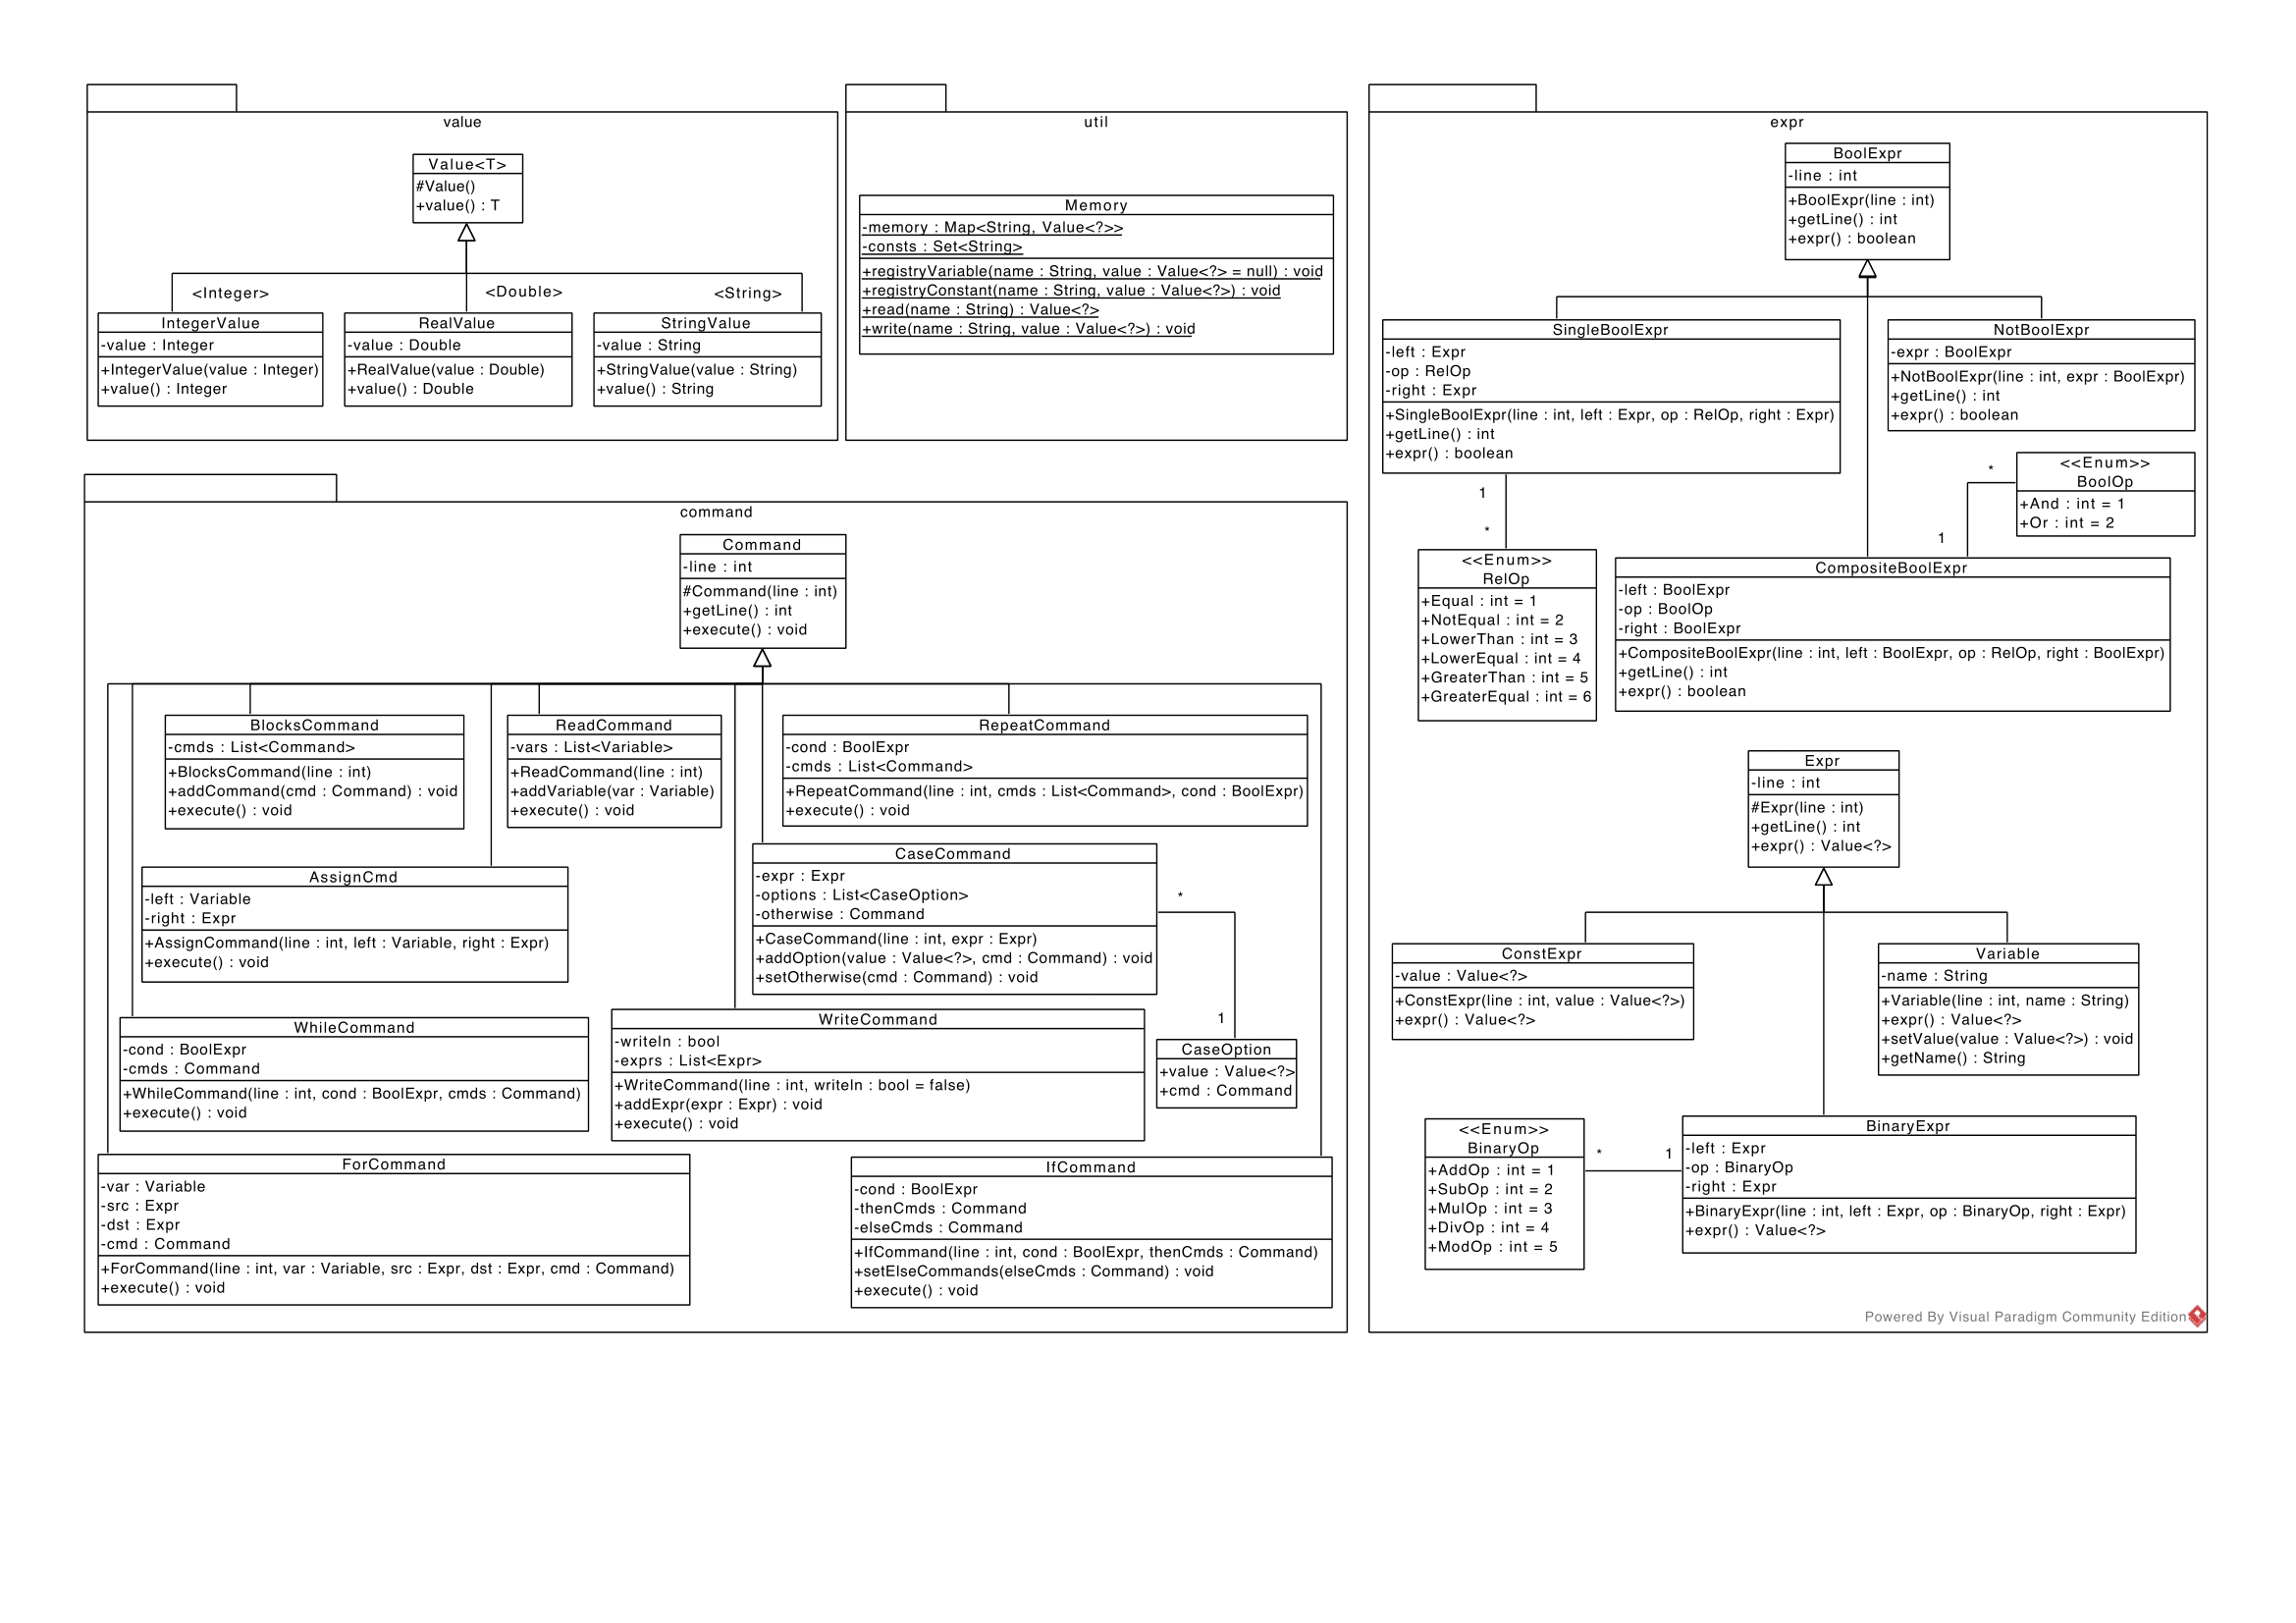 value
Value<T>
#Value()
+value() : T
<Integer>
<Double>
<String>
IntegerValue
-value : Integer
+IntegerValue(value : Integer)
+value() : Integer
RealValue
-value : Double
+RealValue(value : Double)
+value() : Double
StringValue
-value : String
+StringValue(value : String)
+value() : String
util
Memory
-memory : Map<String, Value<?>>
-consts : Set<String>
+registryVariable(name : String, value : Value<?> = null) : void
+registryConstant(name : String, value : Value<?>) : void
+read(name : String) : Value<?>
+write(name : String, value : Value<?>) : void
command
Command
-line : int
#Command(line : int)
+getLine() : int
+execute() : void
BlocksCommand
-cmds : List<Command>
+BlocksCommand(line : int)
+addCommand(cmd : Command) : void
+execute() : void
ReadCommand
-vars : List<Variable>
+ReadCommand(line : int)
+addVariable(var : Variable)
+execute() : void
RepeatCommand
-cond : BoolExpr
-cmds : List<Command>
+RepeatCommand(line : int, cmds : List<Command>, cond : BoolExpr)
+execute() : void
AssignCmd
-left : Variable
-right : Expr
+AssignCommand(line : int, left : Variable, right : Expr)
+execute() : void
CaseCommand
-expr : Expr
-options : List<CaseOption>
-otherwise : Command
+CaseCommand(line : int, expr : Expr)
+addOption(value : Value<?>, cmd : Command) : void
+setOtherwise(cmd : Command) : void
*
1
CaseOption
+value : Value<?>
+cmd : Command
WhileCommand
-cond : BoolExpr
-cmds : Command
+WhileCommand(line : int, cond : BoolExpr, cmds : Command)
+execute() : void
WriteCommand
-writeln : bool
-exprs : List<Expr>
+WriteCommand(line : int, writeln : bool = false)
+addExpr(expr : Expr) : void
+execute() : void
ForCommand
-var : Variable
-src : Expr
-dst : Expr
-cmd : Command
+ForCommand(line : int, var : Variable, src : Expr, dst : Expr, cmd : Command)
+execute() : void
IfCommand
-cond : BoolExpr
-thenCmds : Command
-elseCmds : Command
+IfCommand(line : int, cond : BoolExpr, thenCmds : Command)
+setElseCommands(elseCmds : Command) : void
+execute() : void
expr
BoolExpr
-line : int
+BoolExpr(line : int)
+getLine() : int
+expr() : boolean
SingleBoolExpr
-left : Expr
-op : RelOp
-right : Expr
+SingleBoolExpr(line : int, left : Expr, op : RelOp, right : Expr)
+getLine() : int
+expr() : boolean
NotBoolExpr
-expr : BoolExpr
+NotBoolExpr(line : int, expr : BoolExpr)
+getLine() : int
+expr() : boolean
1
*
*
1
<<Enum>>
BoolOp
+And : int = 1
+Or : int = 2
<<Enum>>
RelOp
+Equal : int = 1
+NotEqual : int = 2
+LowerThan : int = 3
+LowerEqual : int = 4
+GreaterThan : int = 5
+GreaterEqual : int = 6
CompositeBoolExpr
-left : BoolExpr
-op : BoolOp
-right : BoolExpr
+CompositeBoolExpr(line : int, left : BoolExpr, op : RelOp, right : BoolExpr)
+getLine() : int
+expr() : boolean
Expr
-line : int
#Expr(line : int)
+getLine() : int
+expr() : Value<?>
ConstExpr
-value : Value<?>
+ConstExpr(line : int, value : Value<?>)
+expr() : Value<?>
Variable
-name : String
+Variable(line : int, name : String)
+expr() : Value<?>
+setValue(value : Value<?>) : void
+getName() : String
<<Enum>>
BinaryOp
+AddOp : int = 1
+SubOp : int = 2
+MulOp : int = 3
+DivOp : int = 4
+ModOp : int = 5
*
1
BinaryExpr
-left : Expr
-op : BinaryOp
-right : Expr
+BinaryExpr(line : int, left : Expr, op : BinaryOp, right : Expr)
+expr() : Value<?>
Powered By Visual Paradigm Community Edition